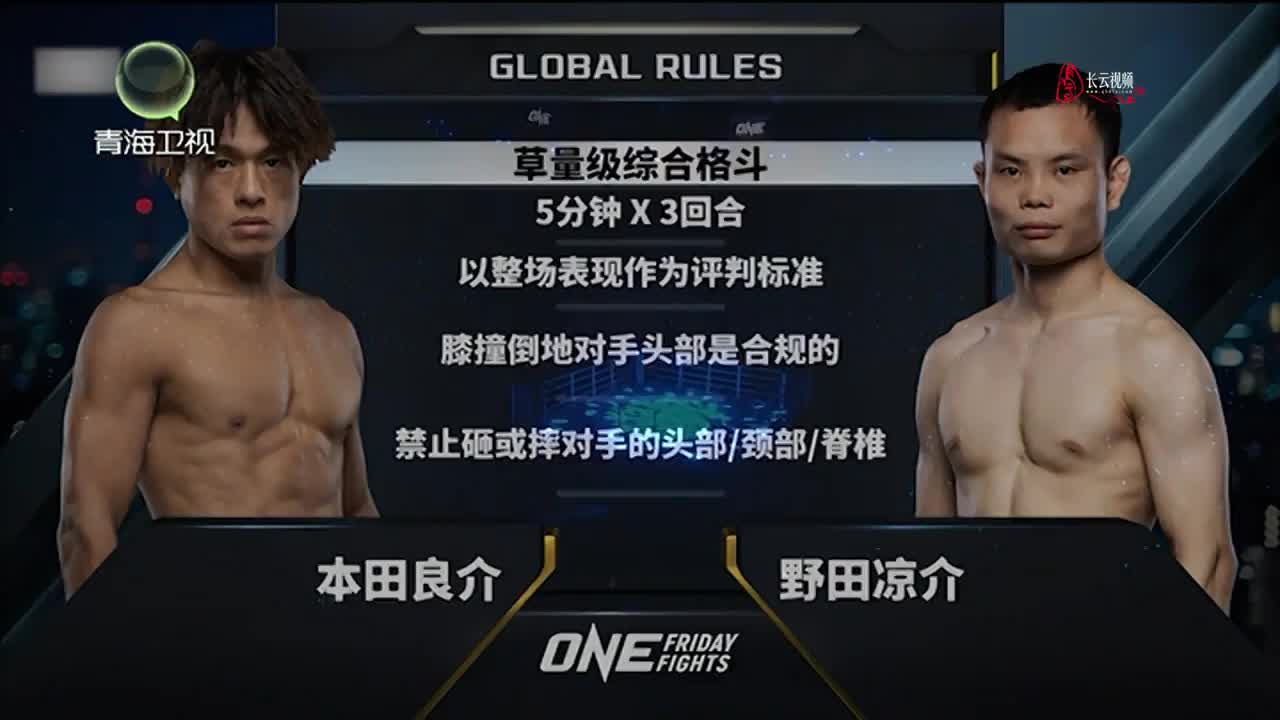 GLOBAL RULES
长云视频
青海卫视
ONE
ONE
草量级综合格斗
5分钟 X 3回合
以整场表现作为评判标准
膝撞倒地对手头部是合规的
禁止砸或摔对手的头部/颈部/脊椎
本田良介
野田凉介
ONE FRIDAY FIGHTS